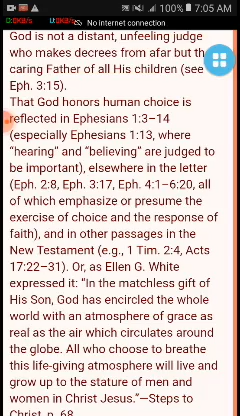 0:0KB/s U:0KB/s 100% 7:05 AM
No internet connection
God is not a distant, unfeeling judge
who makes decrees from afar but the
caring Father of all His children (see
Eph. 3:15).
That God honors human choice is
reflected in Ephesians 1:3–14
(especially Ephesians 1:13, where
“hearing” and “believing” are judged to
be important), elsewhere in the letter
(Eph. 2:8, Eph. 3:17, Eph. 4:1–6:20, all
of which emphasize or presume the
exercise of choice and the response of
faith), and in other passages in the
New Testament (e.g., 1 Tim. 2:4, Acts
17:22–31). Or, as Ellen G. White
expressed it: “In the matchless gift of
His Son, God has encircled the whole
world with an atmosphere of grace as
real as the air which circulates around
the globe. All who choose to breathe
this life-giving atmosphere will live and
grow up to the stature of men and
women in Christ Jesus.”—Steps to
Christ, p. 68